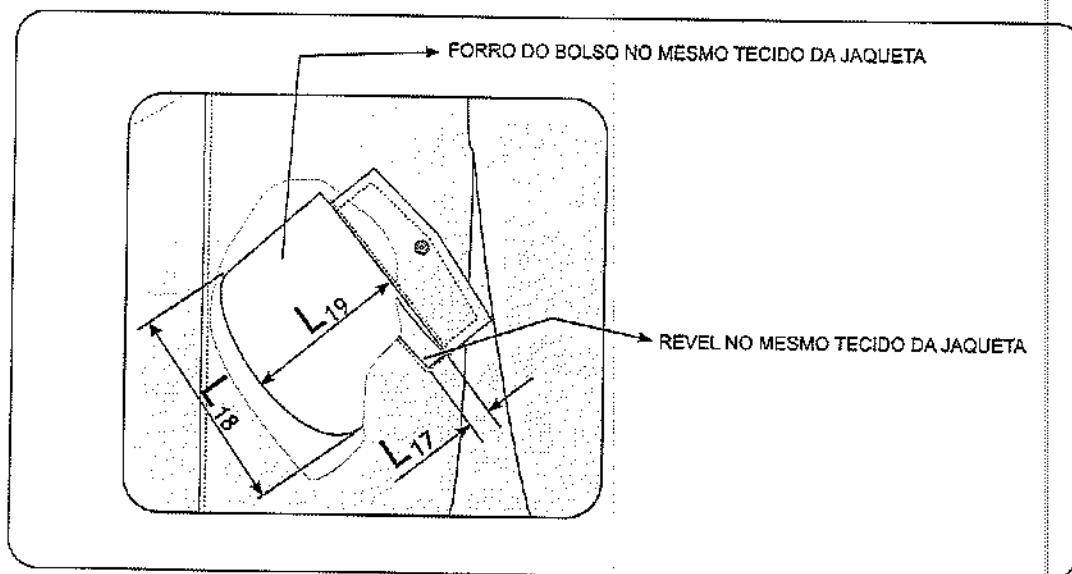 FORRO DO BOLSO NO MESMO TECIDO DA JAQUETA
L19
L18
L17
REVEL NO MESMO TECIDO DA JAQUETA